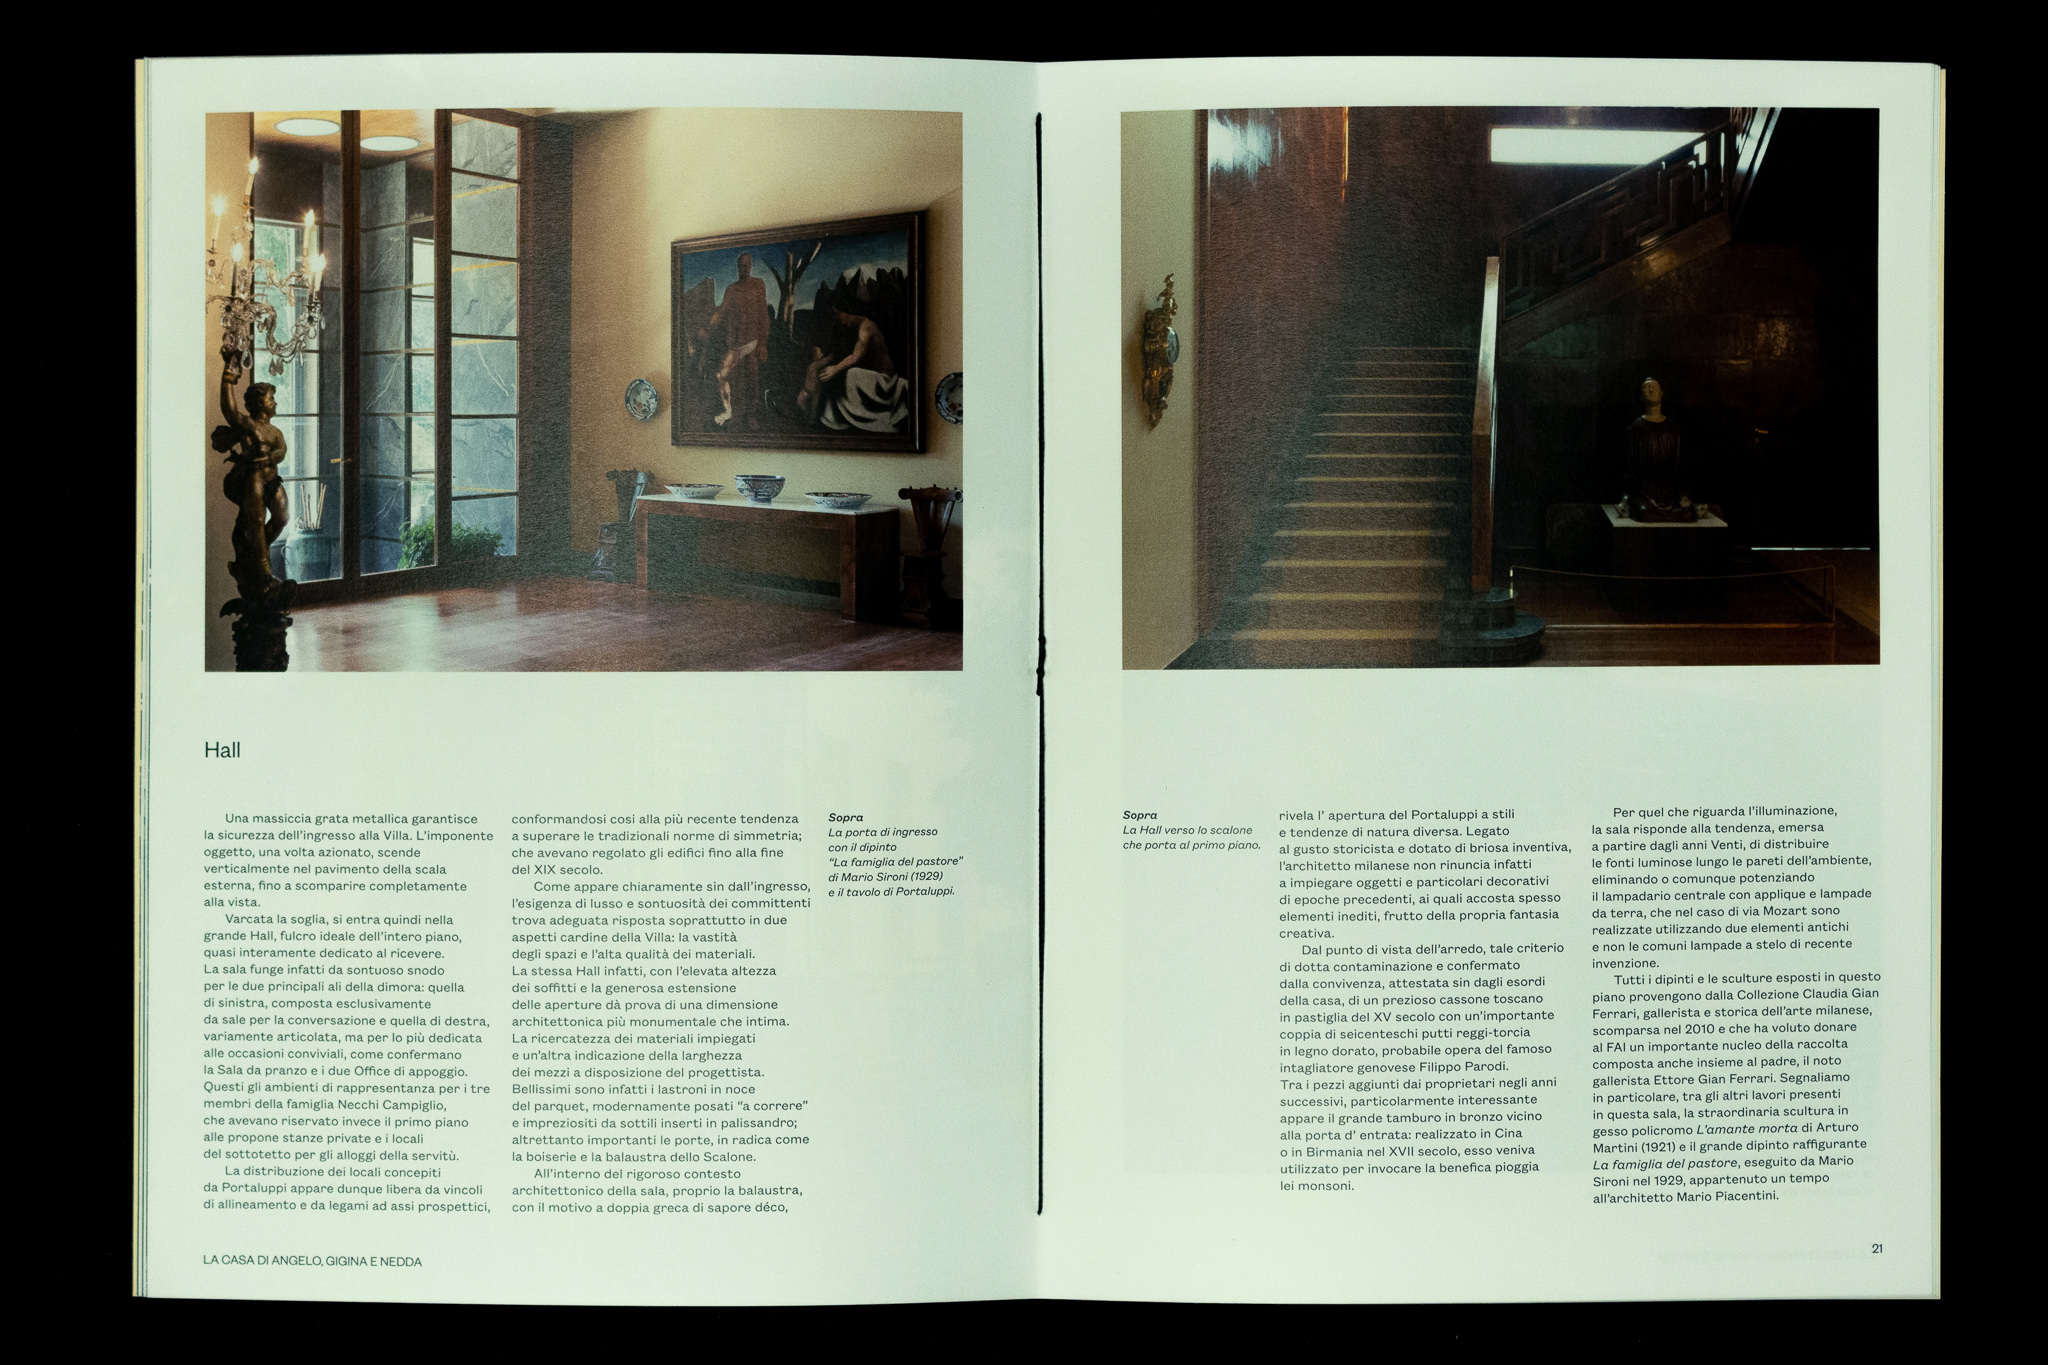 Hall
Una massiccia grata metallica garantisce
la sicurezza dell'ingresso alla Villa. L'imponente
oggetto, una volta azionato, scende
verticalmente nel pavimento della scala
esterna, fino a scomparire completamente
alla vista.
Varcata la soglia, si entra quindi nella
grande Hall, fulcro ideale dell'intero piano,
quasi interamente dedicato al ricevere.
La sala funge infatti da sontuoso snodo
per le due principali ali della dimora: quella
di sinistra, composta esclusivamente
da sale per la conversazione e quella di destra,
variamente articolata, ma per lo più dedicata
alle occasioni conviviali, come confermano
la Sala da pranzo e i due Office di appoggio.
Questi gli ambienti di rappresentanza per i tre
membri della famiglia Necchi Campiglio,
che avevano riservato invece il primo piano
alle propone stanze private e i locali
del sottotetto per gli alloggi della servitù.
La distribuzione dei locali concepiti
da Portaluppi appare dunque libera da vincoli
di allineamento e da legami ad assi prospettici,
conformandosi cosi alla più recente tendenza
a superare le tradizionali norme di simmetria;
che avevano regolato gli edifici fino alla fine
del XIX secolo.
Come appare chiaramente sin dall'ingresso,
l'esigenza di lusso e sontuosità dei committenti
trova adeguata risposta soprattutto in due
aspetti cardine della Villa: la vastità
degli spazi e l'alta qualità dei materiali.
La stessa Hall infatti, con l'elevata altezza
dei soffitti e la generosa estensione
delle aperture dà prova di una dimensione
architettonica più monumentale che intima.
La ricercatezza dei materiali impiegati
e un'altra indicazione della larghezza
dei mezzi a disposizione del progettista.
Bellissimi sono infatti i lastroni in noce
del parquet, modernamente posati "a correre"
e impreziositi da sottili inserti in palissandro;
altrettanto importanti le porte, in radica come
la boiserie e la balaustra dello Scalone.
All'interno del rigoroso contesto
architettonico della sala, proprio la balaustra,
con il motivo a doppia greca di sapore déco,
Sopra
La porta di ingresso
con il dipinto
"La famiglia del pastore"
di Mario Sironi (1929)
e il tavolo di Portaluppi.
LA CASA DI ANGELO, GIGINA E NEDDA
Sopra
La Hall verso lo scalone
che porta al primo piano.
rivela l' apertura del Portaluppi a stili
e tendenze di natura diversa. Legato
al gusto storicista e dotato di briosa inventiva,
l'architetto milanese non rinuncia infatti
a impiegare oggetti e particolari decorativi
di epoche precedenti, ai quali accosta spesso
elementi inediti, frutto della propria fantasia
creativa.
Dal punto di vista dell'arredo, tale criterio
di dotta contaminazione e confermato
dalla convivenza, attestata sin dagli esordi
della casa, di un prezioso cassone toscano
in pastiglia del XV secolo con un'importante
coppia di seicenteschi putti reggi-torcia
in legno dorato, probabile opera del famoso
intagliatore genovese Filippo Parodi.
Tra i pezzi aggiunti dai proprietari negli anni
successivi, particolarmente interessante
appare il grande tamburo in bronzo vicino
alla porta d' entrata: realizzato in Cina
o in Birmania nel XVII secolo, esso veniva
utilizzato per invocare la benefica pioggia
lei monsoni.
Per quel che riguarda l'illuminazione,
la sala risponde alla tendenza, emersa
a partire dagli anni Venti, di distribuire
le fonti luminose lungo le pareti dell'ambiente,
eliminando o comunque potenziando
il lampadario centrale con applique e lampade
da terra, che nel caso di via Mozart sono
realizzate utilizzando due elementi antichi
e non le comuni lampade a stelo di recente
invenzione.
Tutti i dipinti e le sculture esposti in questo
piano provengono dalla Collezione Claudia Gian
Ferrari, gallerista e storica dell'arte milanese,
scomparsa nel 2010 e che ha voluto donare
al FAI un importante nucleo della raccolta
composta anche insieme al padre, il noto
gallerista Ettore Gian Ferrari. Segnaliamo
in particolare, tra gli altri lavori presenti
in questa sala, la straordinaria scultura in
gesso policromo L'amante morta di Arturo
Martini (1921) e il grande dipinto raffigurante
La famiglia del pastore, eseguito da Mario
Sironi nel 1929, appartenuto un tempo
all'architetto Mario Piacentini.
21